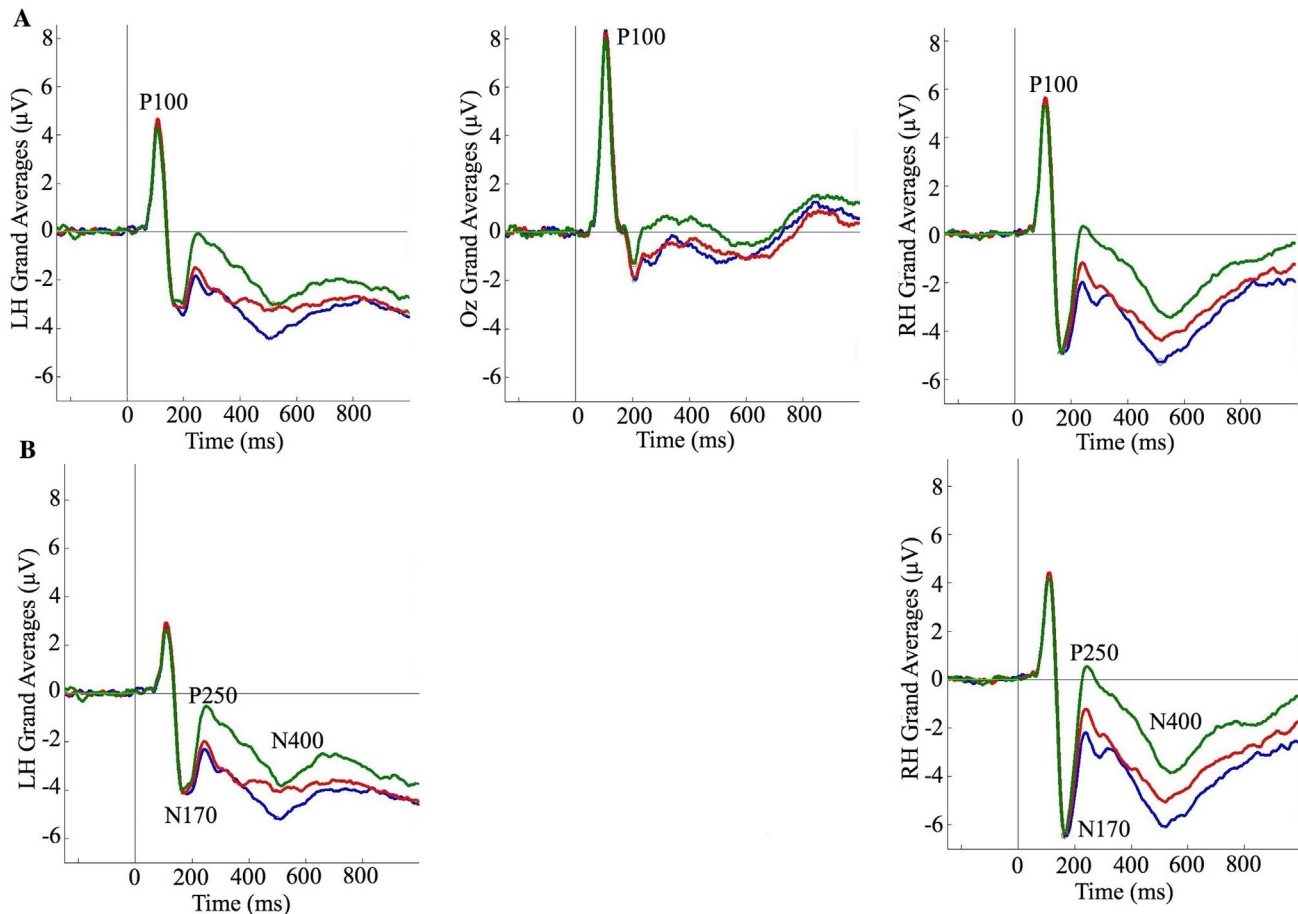 A
LH Grand Averages (μV)
8
6
4
2
0
-2
-4
-6
P100
0 200 400 600 800
Time (ms)
Oz Grand Averages (μV)
8
6
4
2
0
-2
-4
-6
P100
0 200 400 600 800
Time (ms)
RH Grand Averages (μV)
8
6
4
2
0
-2
-4
-6
P100
0 200 400 600 800
Time (ms)
B
LH Grand Averages (μV)
8
6
4
2
0
-2
-4
-6
P250
N400
N170
0 200 400 600 800
Time (ms)
RH Grand Averages (μV)
8
6
4
2
0
-2
-4
-6
P250
N400
N170
0 200 400 600 800
Time (ms)